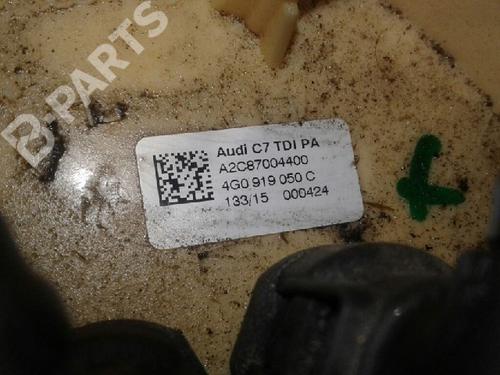 B-PARTS
Audi C7 TDI PA
A2C87004400
4G0 919 050 C
133/15 000424